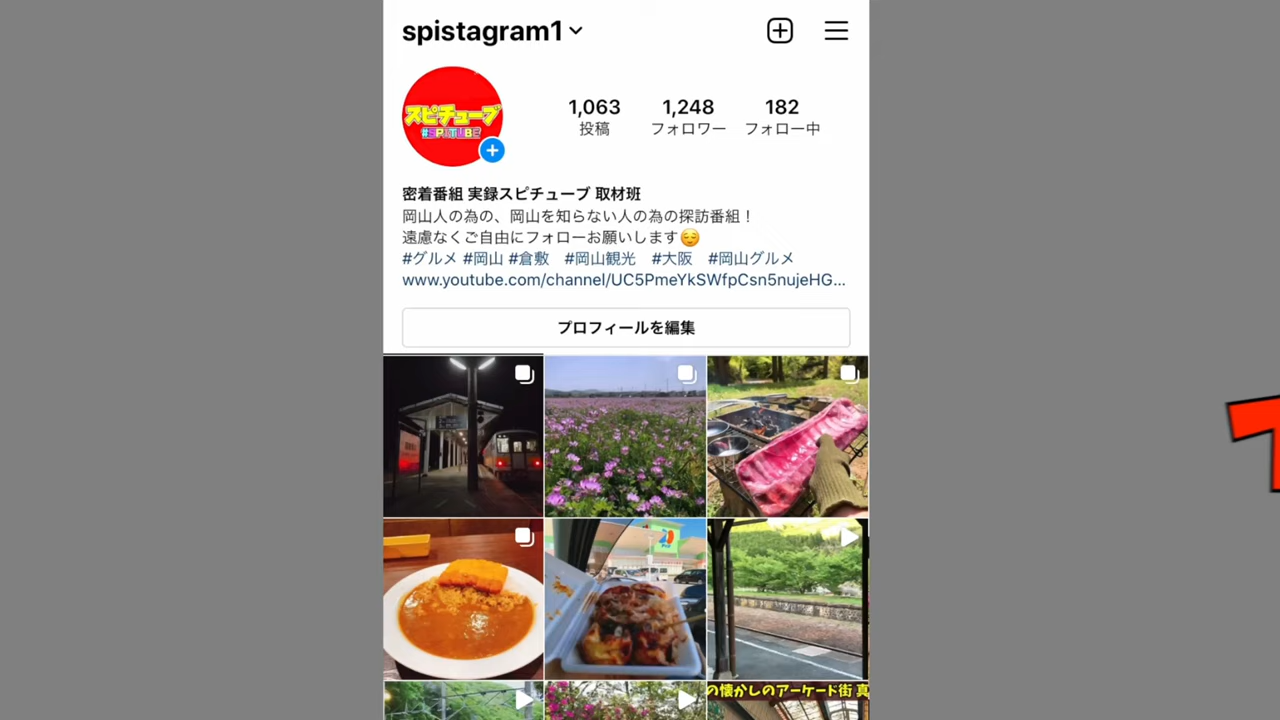 spistagram1
スピチューブ
#SPITUBE
1,063
投稿
1,248
フォロワー
182
フォロー中
密着番組 実録スピチューブ 取材班
岡山人の為の、岡山を知らない人の為の探訪番組！
遠慮なくご自由にフォローお願いします😌
#グルメ #岡山 #倉敷　#岡山観光　#大阪　#岡山グルメ
www.youtube.com/channel/UC5PmeYkSWfpCsn5nujeHG...
プロフィールを編集
の懐かしのアーケード街 真